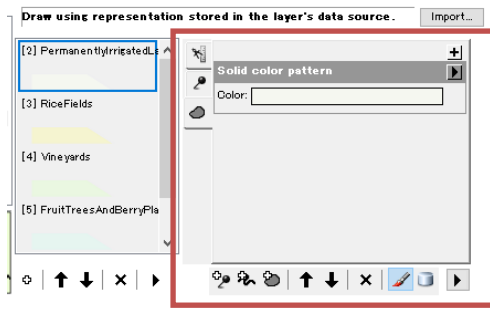 Draw using representation stored in the layer's data source.
Import...
[2] PermanentlyIrrigatedLa
[3] RiceFields
[4] Vineyards
[5] FruitTreesAndBerryPla
Solid color pattern
Color: